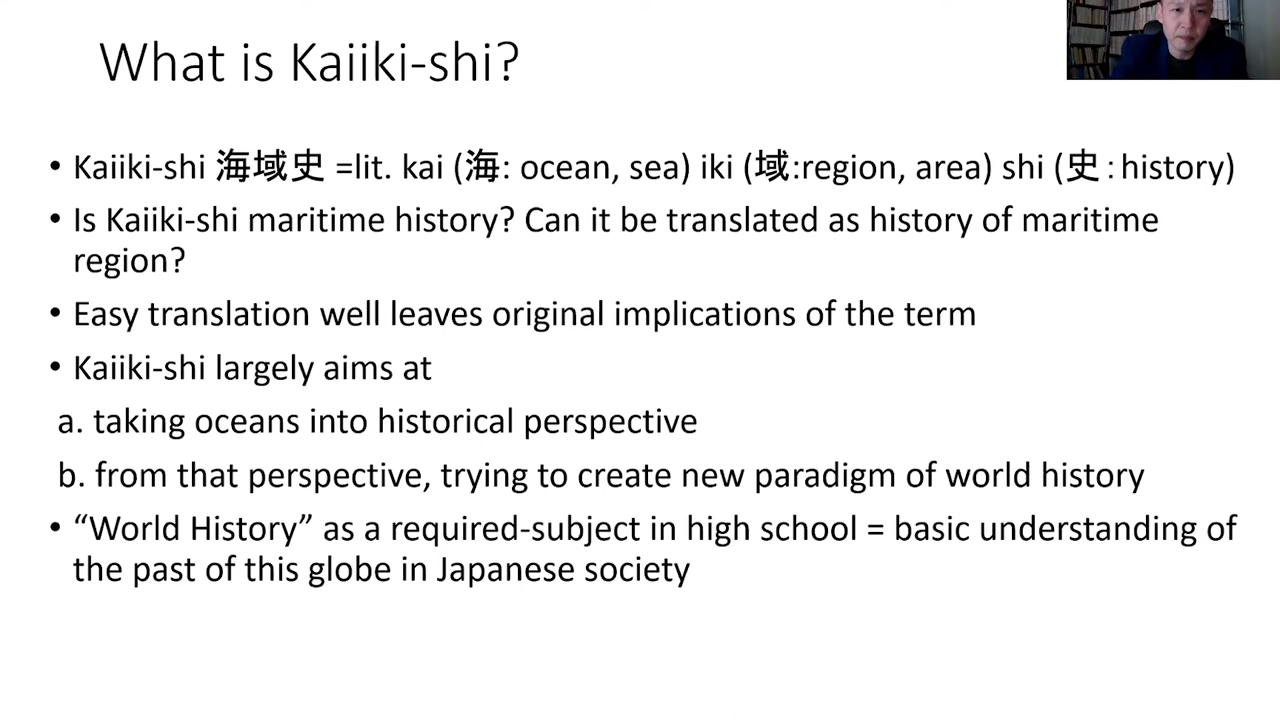 What is Kaiiki-shi?
• Kaiiki-shi 海域史 =lit. kai (海: ocean, sea) iki (域:region, area) shi (史：history)
• Is Kaiiki-shi maritime history? Can it be translated as history of maritime
region?
• Easy translation well leaves original implications of the term
• Kaiiki-shi largely aims at
a. taking oceans into historical perspective
b. from that perspective, trying to create new paradigm of world history
• “World History” as a required-subject in high school = basic understanding of
the past of this globe in Japanese society